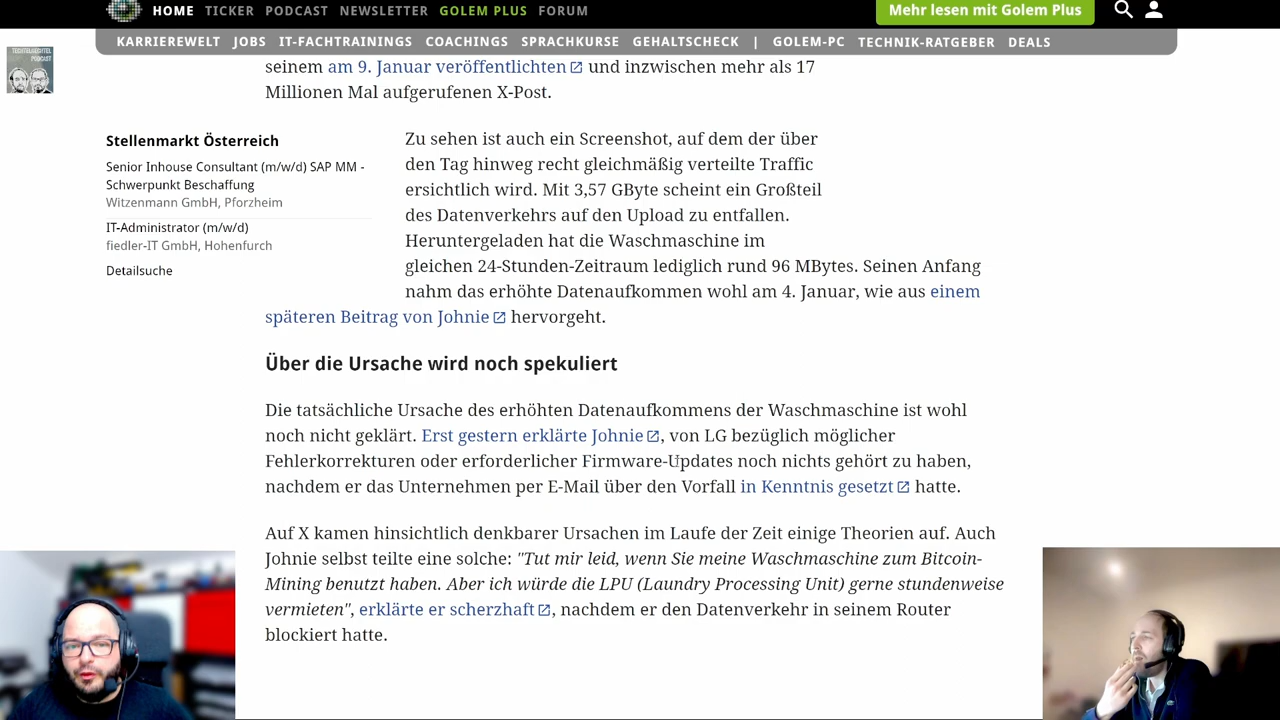 HOME TICKER PODCAST NEWSLETTER GOLEM PLUS FORUM
Mehr lesen mit Golem Plus
KARRIEREWELT JOBS IT-FACHTRAININGS COACHINGS SPRACHKURSE GEHALTSCHECK | GOLEM-PC TECHNIK-RATGEBER DEALS
TECHTELMECHTEL
PODCAST
seinem am 9. Januar veröffentlichten und inzwischen mehr als 17
Millionen Mal aufgerufenen X-Post.
Stellenmarkt Österreich
Senior Inhouse Consultant (m/w/d) SAP MM -
Schwerpunkt Beschaffung
Witzenmann GmbH, Pforzheim
IT-Administrator (m/w/d)
fiedler-IT GmbH, Hohenfurch
Detailsuche
Zu sehen ist auch ein Screenshot, auf dem der über
den Tag hinweg recht gleichmäßig verteilte Traffic
ersichtlich wird. Mit 3,57 GByte scheint ein Großteil
des Datenverkehrs auf den Upload zu entfallen.
Heruntergeladen hat die Waschmaschine im
gleichen 24-Stunden-Zeitraum lediglich rund 96 MBytes. Seinen Anfang
nahm das erhöhte Datenaufkommen wohl am 4. Januar, wie aus einem
späteren Beitrag von Johnie hervorgeht.
Über die Ursache wird noch spekuliert
Die tatsächliche Ursache des erhöhten Datenaufkommens der Waschmaschine ist wohl
noch nicht geklärt. Erst gestern erklärte Johnie, von LG bezüglich möglicher
Fehlerkorrekturen oder erforderlicher Firmware-Updates noch nichts gehört zu haben,
nachdem er das Unternehmen per E-Mail über den Vorfall in Kenntnis gesetzt hatte.
Auf X kamen hinsichtlich denkbarer Ursachen im Laufe der Zeit einige Theorien auf. Auch
Johnie selbst teilte eine solche: "Tut mir leid, wenn Sie meine Waschmaschine zum Bitcoin-
Mining benutzt haben. Aber ich würde die LPU (Laundry Processing Unit) gerne stundenweise
vermieten", erklärte er scherzhaft, nachdem er den Datenverkehr in seinem Router
blockiert hatte.